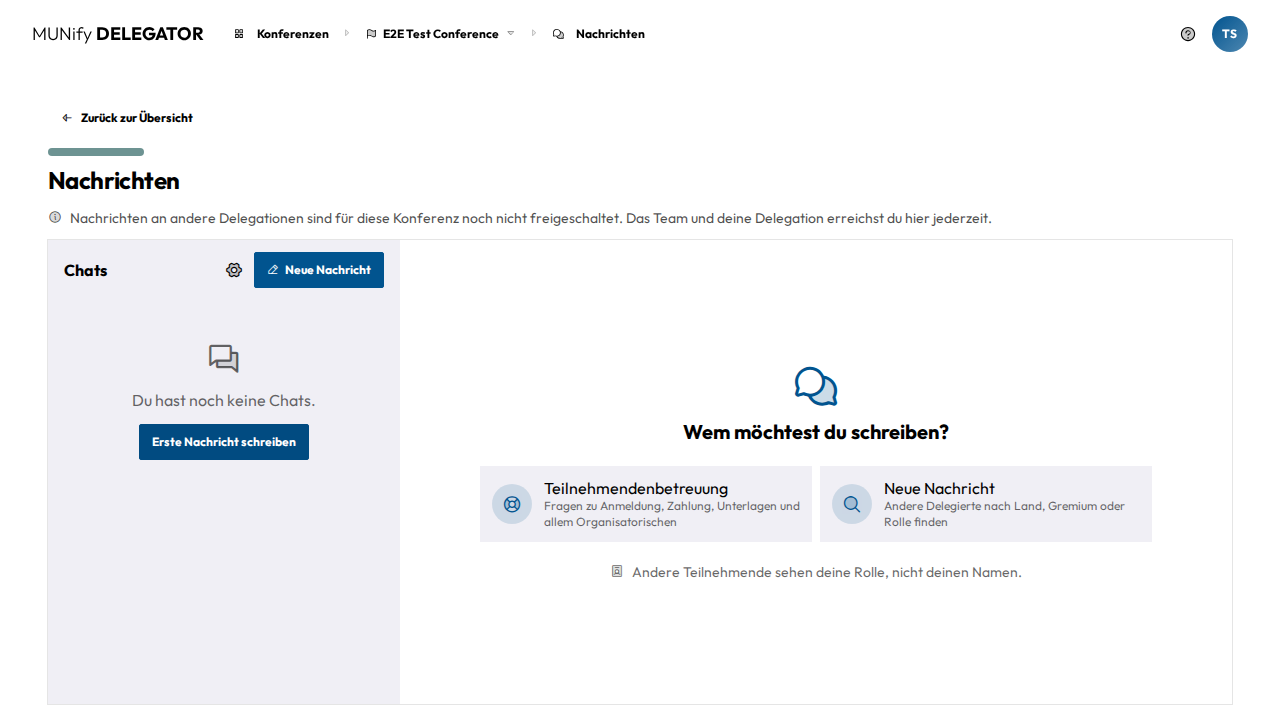 MUNify DELEGATOR
Konferenzen
E2E Test Conference
Nachrichten
TS
Zurück zur Übersicht
Nachrichten
Nachrichten an andere Delegationen sind für diese Konferenz noch nicht freigeschaltet. Das Team und deine Delegation erreichst du hier jederzeit.
Chats
Neue Nachricht
Du hast noch keine Chats.
Erste Nachricht schreiben
Wem möchtest du schreiben?
Teilnehmendenbetreuung
Fragen zu Anmeldung, Zahlung, Unterlagen und
allem Organisatorischen
Neue Nachricht
Andere Delegierte nach Land, Gremium oder
Rolle finden
Andere Teilnehmende sehen deine Rolle, nicht deinen Namen.